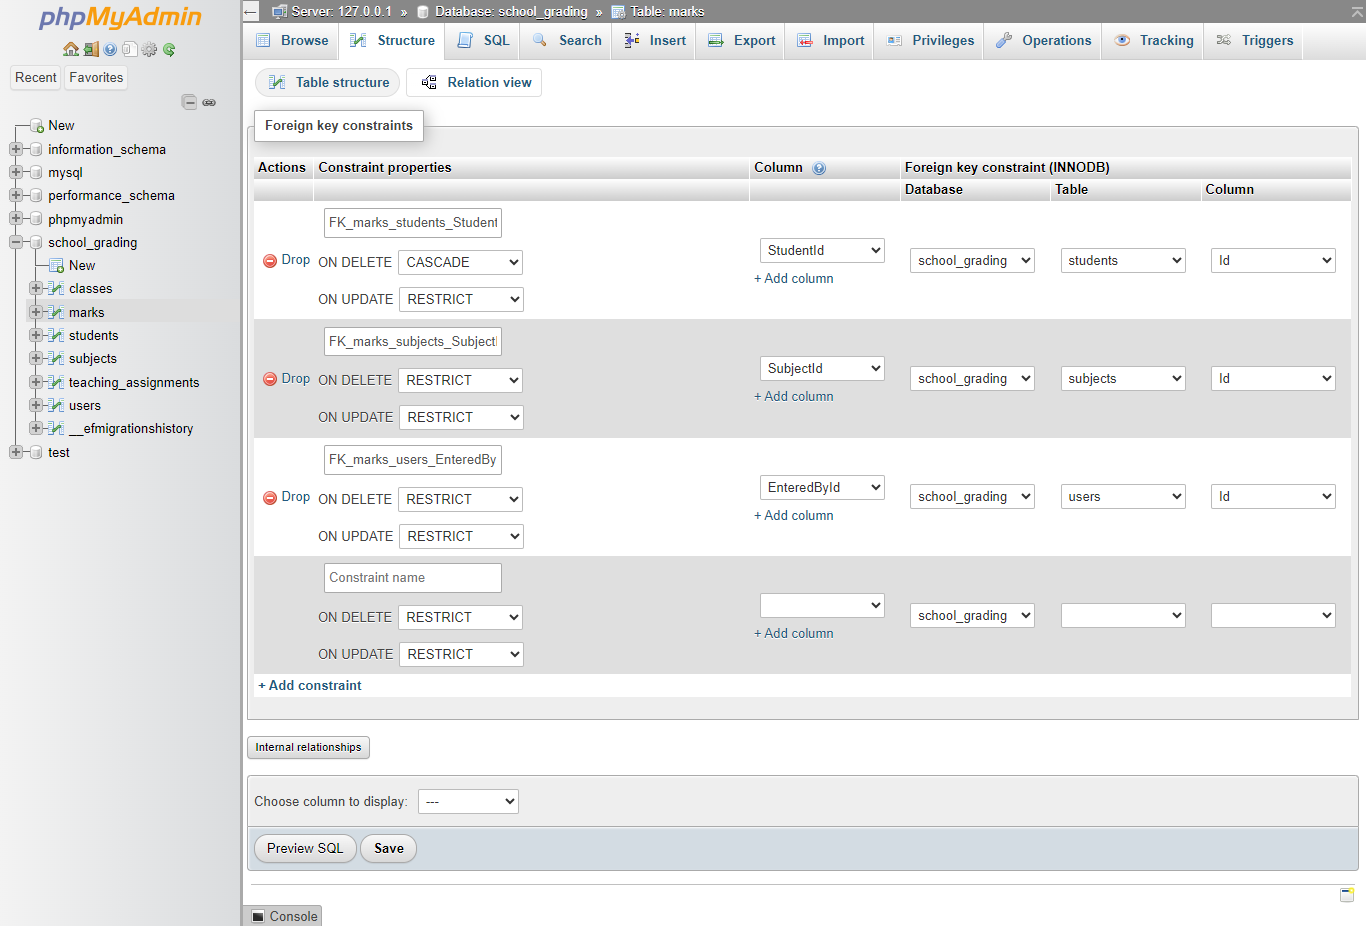 phpMyAdmin
Recent Favorites
New
information_schema
mysql
performance_schema
phpmyadmin
school_grading
New
classes
marks
students
subjects
teaching_assignments
users
__efmigrationshistory
test
Server: 127.0.0.1 » Database: school_grading » Table: marks
Browse Structure SQL Search Insert Export Import Privileges Operations Tracking Triggers
Table structure Relation view
Foreign key constraints
Actions Constraint properties Column Foreign key constraint (INNODB)
Database Table Column
FK_marks_students_Student
Drop ON DELETE CASCADE StudentId school_grading students Id
+ Add column
ON UPDATE RESTRICT
FK_marks_subjects_Subject
Drop ON DELETE RESTRICT SubjectId school_grading subjects Id
+ Add column
ON UPDATE RESTRICT
FK_marks_users_EnteredBy
Drop ON DELETE RESTRICT EnteredById school_grading users Id
+ Add column
ON UPDATE RESTRICT
Constraint name
ON DELETE RESTRICT school_grading
+ Add column
ON UPDATE RESTRICT
+ Add constraint
Internal relationships
Choose column to display: ---
Preview SQL Save
Console